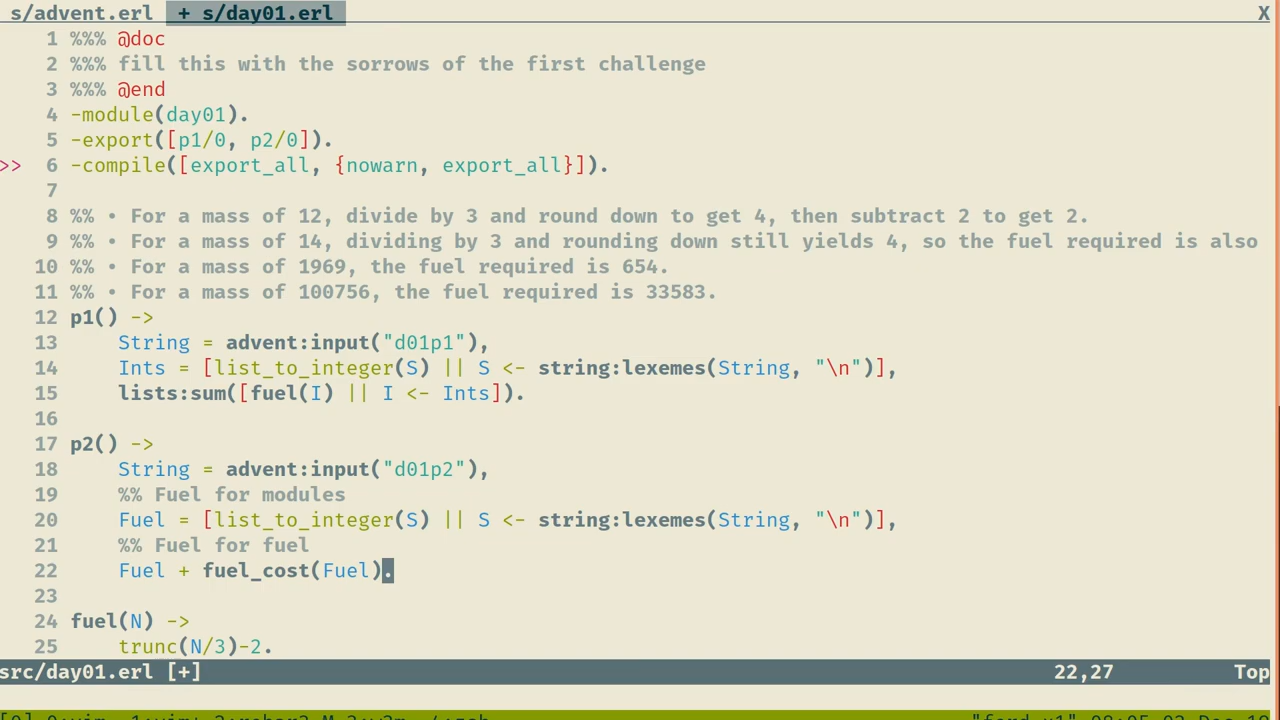 s/advent.erl + s/day01.erl X
1 %%% @doc
2 %%% fill this with the sorrows of the first challenge
3 %%% @end
4 -module(day01).
5 -export([p1/0, p2/0]).
>> 6 -compile([export_all, {nowarn, export_all}]).
7
8 %% • For a mass of 12, divide by 3 and round down to get 4, then subtract 2 to get 2.
9 %% • For a mass of 14, dividing by 3 and rounding down still yields 4, so the fuel required is also
10 %% • For a mass of 1969, the fuel required is 654.
11 %% • For a mass of 100756, the fuel required is 33583.
12 p1() ->
13 String = advent:input("d01p1"),
14 Ints = [list_to_integer(S) || S <- string:lexemes(String, "\n")],
15 lists:sum([fuel(I) || I <- Ints]).
16
17 p2() ->
18 String = advent:input("d01p2"),
19 %% Fuel for modules
20 Fuel = [list_to_integer(S) || S <- string:lexemes(String, "\n")],
21 %% Fuel for fuel
22 Fuel + fuel_cost(Fuel).
23
24 fuel(N) ->
25 trunc(N/3)-2.
src/day01.erl [+] 22,27 Top